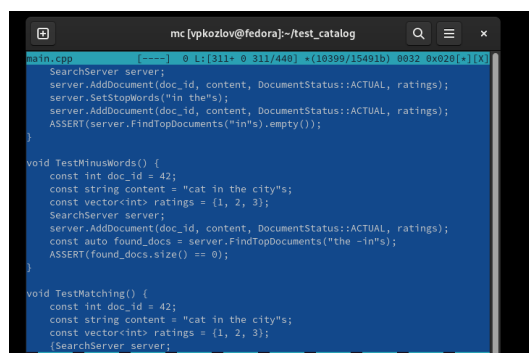 mc [vpkozlov@fedora]:~/test_catalog
main.cpp [----] 0 L:[311+ 0 311/440] *(10399/15491b) 0032 0x020[*][X]
SearchServer server;
server.AddDocument(doc_id, content, DocumentStatus::ACTUAL, ratings);
server.SetStopWords("in the"s);
server.AddDocument(doc_id, content, DocumentStatus::ACTUAL, ratings);
ASSERT(server.FindTopDocuments("in"s).empty());
}
void TestMinusWords() {
const int doc_id = 42;
const string content = "cat in the city"s;
const vector<int> ratings = {1, 2, 3};
SearchServer server;
server.AddDocument(doc_id, content, DocumentStatus::ACTUAL, ratings);
const auto found_docs = server.FindTopDocuments("the -in"s);
ASSERT(found_docs.size() == 0);
}
void TestMatching() {
const int doc_id = 42;
const string content = "cat in the city"s;
const vector<int> ratings = {1, 2, 3};
{SearchServer server;